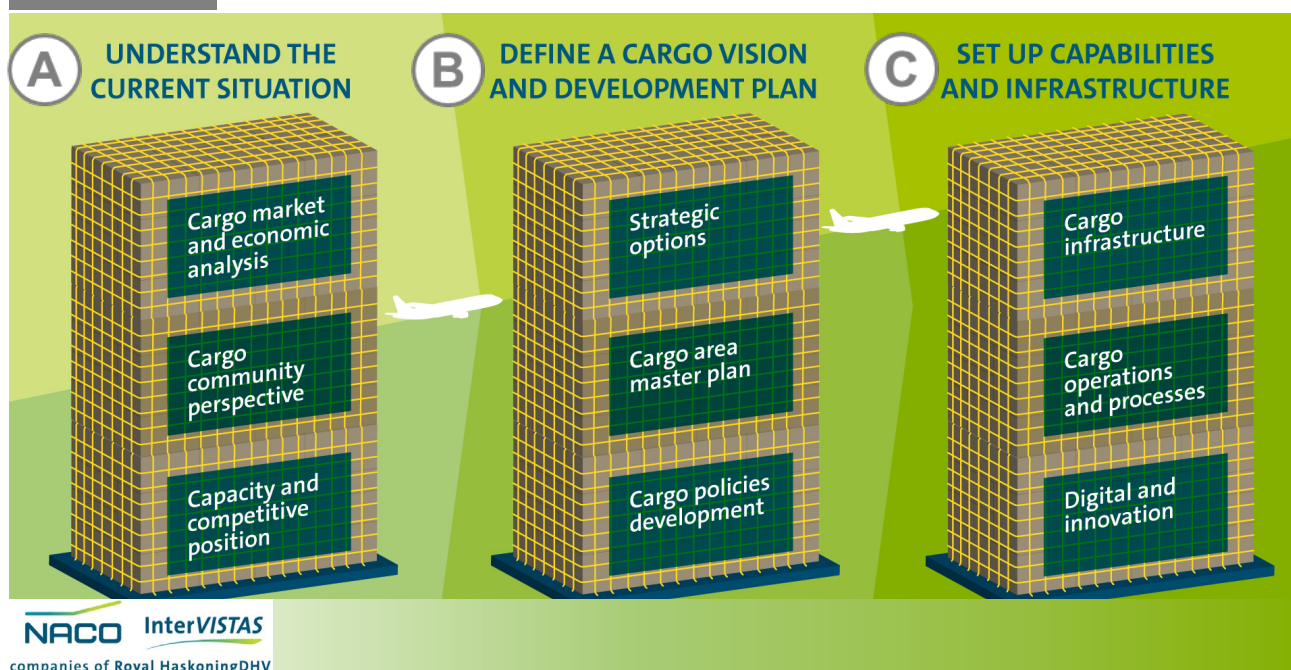 A
UNDERSTAND THE
CURRENT SITUATION
Cargo market
and economic
analysis
Cargo
community
perspective
Capacity and
competitive
position
B
DEFINE A CARGO VISION
AND DEVELOPMENT PLAN
Strategic
options
Cargo area
master plan
Cargo policies
development
C
SET UP CAPABILITIES
AND INFRASTRUCTURE
Cargo
infrastructure
Cargo
operations
and processes
Digital and
innovation
NACO InterVISTAS
companies of Royal HaskoningDHV